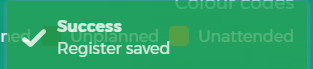 Colour codes
Success
Unplanned
Unattended
Register saved